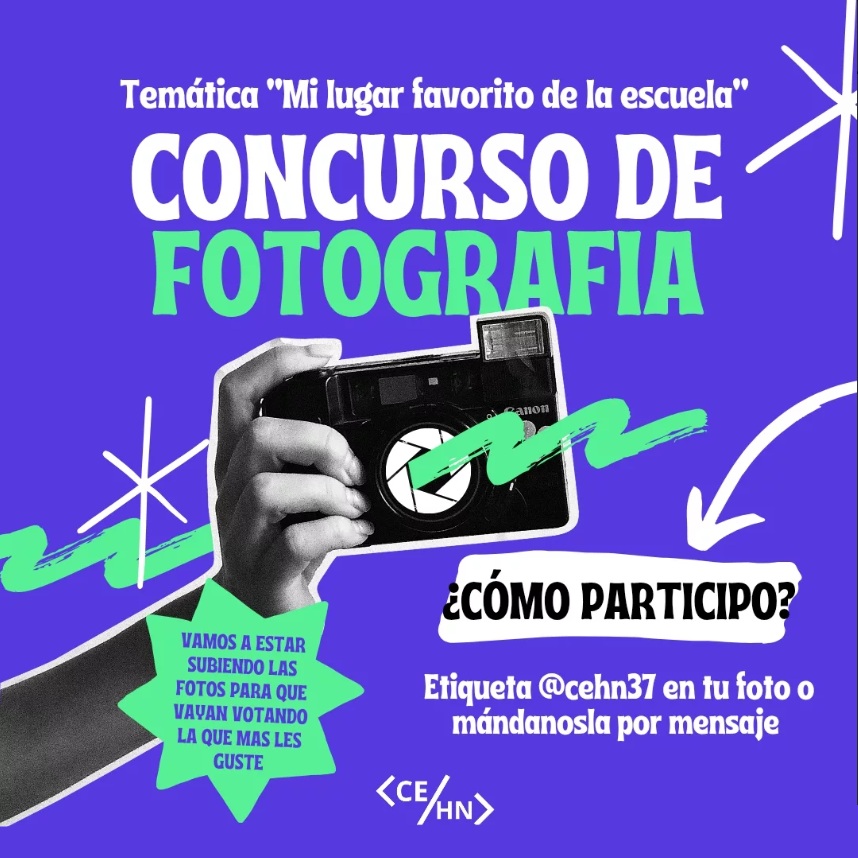 Temática "Mi lugar favorito de la escuela"
CONCURSO DE
FOTOGRAFIA
Canon
¿CÓMO PARTICIPO?
VAMOS A ESTAR
SUBIENDO LAS
FOTOS PARA QUE
VAYAN VOTANDO
LA QUE MAS LES
GUSTE
Etiqueta @cehn37 en tu foto o
mándanosla por mensaje
<CE/HN>